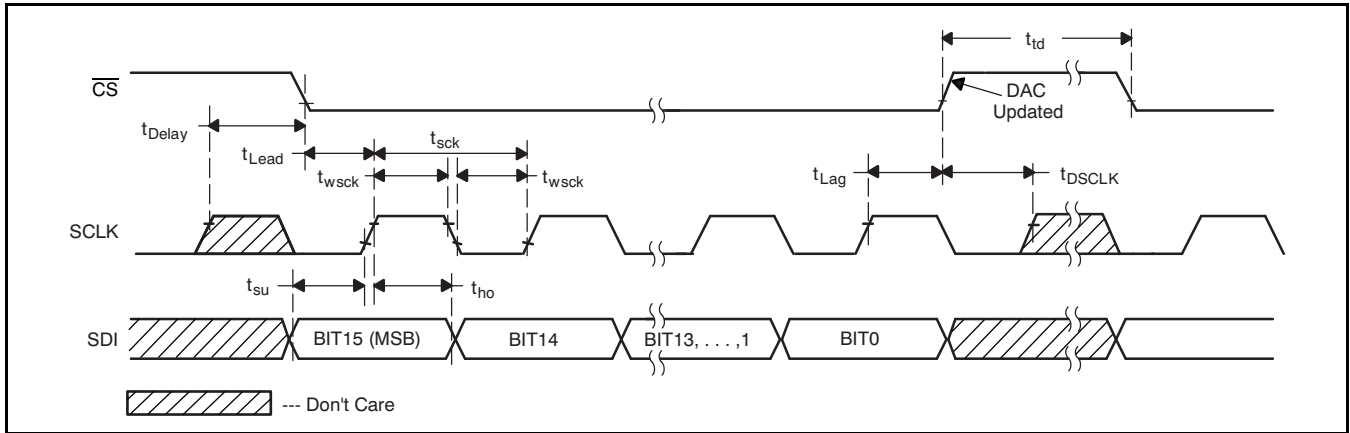 t_td
CS
DAC
Updated
t_Delay
t_Lead
t_sck
t_wsck
t_wsck
t_Lag
t_DSCLK
SCLK
t_su
t_ho
SDI
BIT15 (MSB)
BIT14
BIT13, . . . ,1
BIT0
--- Don't Care